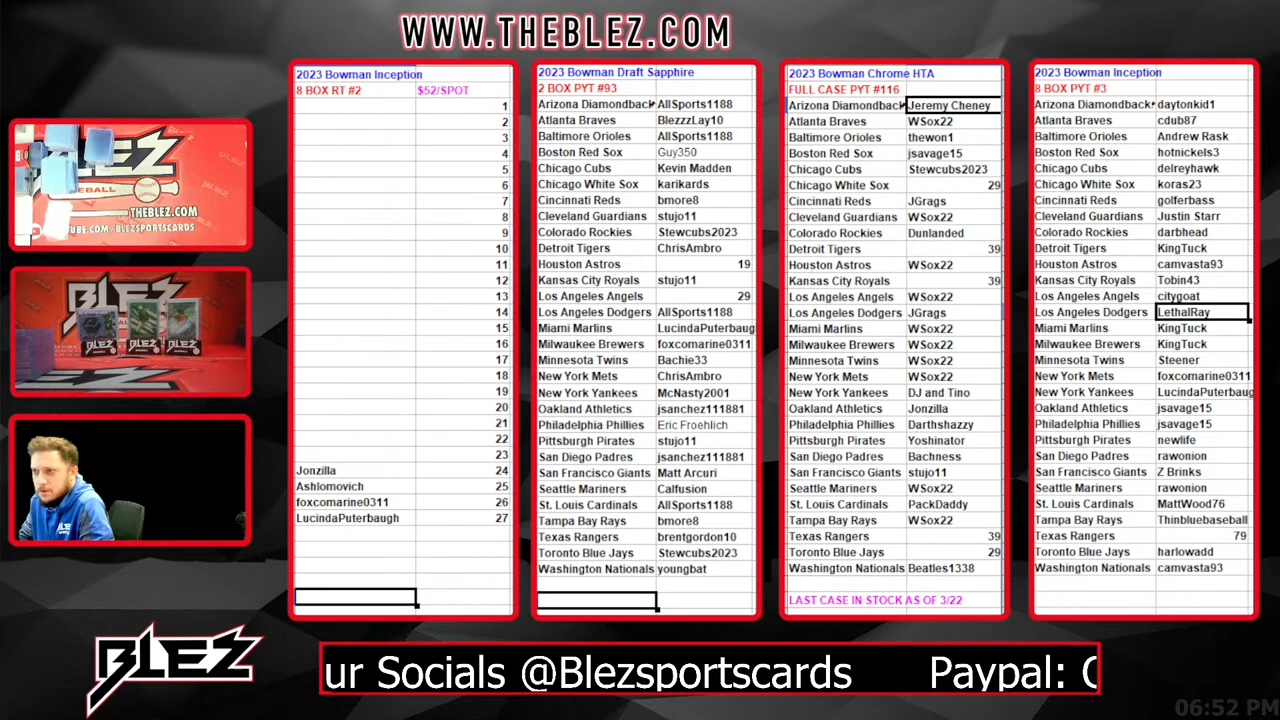 WWW.THEBLEZ.COM
BLEZ
BASEBALL
THEBLEZ.COM
TUBE.COM/BLEZSPORTSCARDS
BLEZ
BLEZ
2023 Bowman Inception
8 BOX RT #2 $52/SPOT
1
2
3
4
5
6
7
8
9
10
11
12
13
14
15
16
17
18
19
20
21
22
23
Jonzilla 24
Ashlomovich 25
foxcomarine0311 26
LucindaPuterbaugh 27
2023 Bowman Draft Sapphire
2 BOX PYT #93
Arizona Diamondback AllSports1188
Atlanta Braves BlezzzLay10
Baltimore Orioles AllSports1188
Boston Red Sox Guy350
Chicago Cubs Kevin Madden
Chicago White Sox karikards
Cincinnati Reds bmore8
Cleveland Guardians stujo11
Colorado Rockies Stewcubs2023
Detroit Tigers ChrisAmbro
Houston Astros 19
Kansas City Royals stujo11
Los Angeles Angels 29
Los Angeles Dodgers AllSports1188
Miami Marlins LucindaPuterbaug
Milwaukee Brewers foxcomarine0311
Minnesota Twins Bachie33
New York Mets ChrisAmbro
New York Yankees McNasty2001
Oakland Athletics jsanchez111881
Philadelphia Phillies Eric Froehlich
Pittsburgh Pirates stujo11
San Diego Padres jsanchez111881
San Francisco Giants Matt Arcuri
Seattle Mariners Calfusion
St. Louis Cardinals AllSports1188
Tampa Bay Rays bmore8
Texas Rangers brentgordon10
Toronto Blue Jays Stewcubs2023
Washington Nationals youngbat
2023 Bowman Chrome HTA
FULL CASE PYT #116
Arizona Diamondback Jeremy Cheney
Atlanta Braves WSox22
Baltimore Orioles thewon1
Boston Red Sox jsavage15
Chicago Cubs Stewcubs2023
Chicago White Sox 29
Cincinnati Reds JGrags
Cleveland Guardians WSox22
Colorado Rockies Dunlanded
Detroit Tigers 39
Houston Astros WSox22
Kansas City Royals 39
Los Angeles Angels WSox22
Los Angeles Dodgers JGrags
Miami Marlins WSox22
Milwaukee Brewers WSox22
Minnesota Twins WSox22
New York Mets WSox22
New York Yankees DJ and Tino
Oakland Athletics Jonzilla
Philadelphia Phillies Darthshazzy
Pittsburgh Pirates Yoshinator
San Diego Padres Bachness
San Francisco Giants stujo11
Seattle Mariners WSox22
St. Louis Cardinals PackDaddy
Tampa Bay Rays WSox22
Texas Rangers 39
Toronto Blue Jays 29
Washington Nationals Beatles1338
LAST CASE IN STOCK AS OF 3/22
2023 Bowman Inception
8 BOX PYT #3
Arizona Diamondback daytonkid1
Atlanta Braves cdub87
Baltimore Orioles Andrew Rask
Boston Red Sox hotnickels3
Chicago Cubs delreyhawk
Chicago White Sox koras23
Cincinnati Reds golferbass
Cleveland Guardians Justin Starr
Colorado Rockies darbhead
Detroit Tigers KingTuck
Houston Astros camvasta93
Kansas City Royals Tobin43
Los Angeles Angels citygoat
Los Angeles Dodgers LethalRay
Miami Marlins KingTuck
Milwaukee Brewers KingTuck
Minnesota Twins Steener
New York Mets foxcomarine0311
New York Yankees LucindaPuterbaug
Oakland Athletics jsavage15
Philadelphia Phillies jsavage15
Pittsburgh Pirates newlife
San Diego Padres rawonion
San Francisco Giants Z Brinks
Seattle Mariners rawonion
St. Louis Cardinals MattWood76
Tampa Bay Rays Thinbluebaseball
Texas Rangers 79
Toronto Blue Jays harlowadd
Washington Nationals camvasta93
BLEZ
ur Socials @Blezsportscards Paypal:
06:52 PM